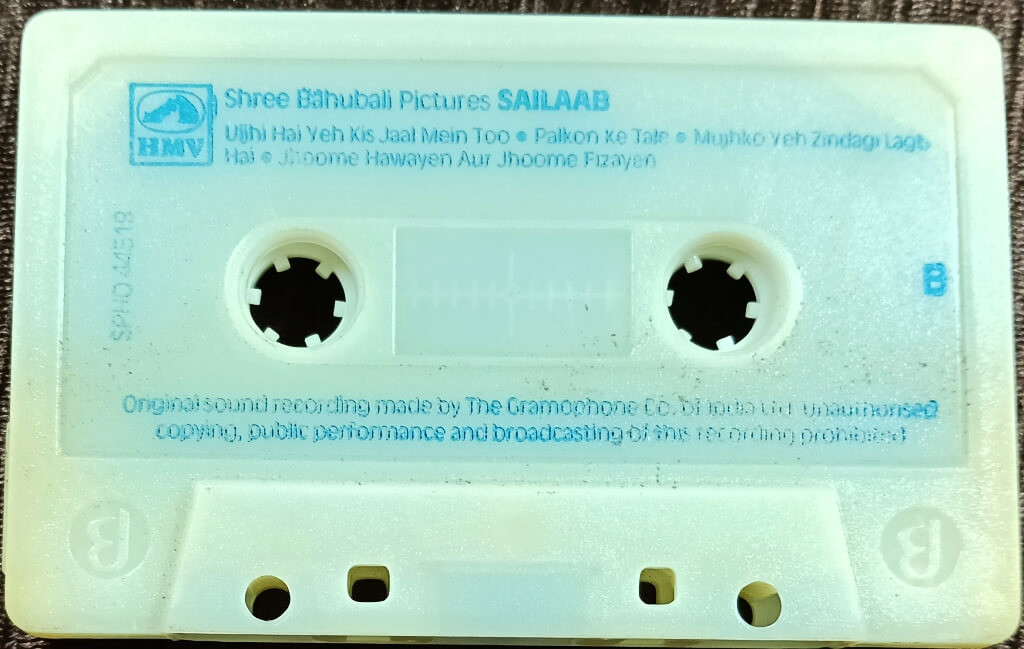 Shree Bahubali Pictures SAILAAB
HMV
Uljhi Hai Yeh Kis Jaal Mein Too • Palkon Ke Tale • Mujhko Yeh Zindagi Lagti
Hai • Jhoome Hawayen Aur Jhoome Fizayen
SPHO 44519
B
Original sound recording made by The Gramophone Co. of India Ltd. Unauthorised
copying, public performance and broadcasting of this recording prohibited
B B